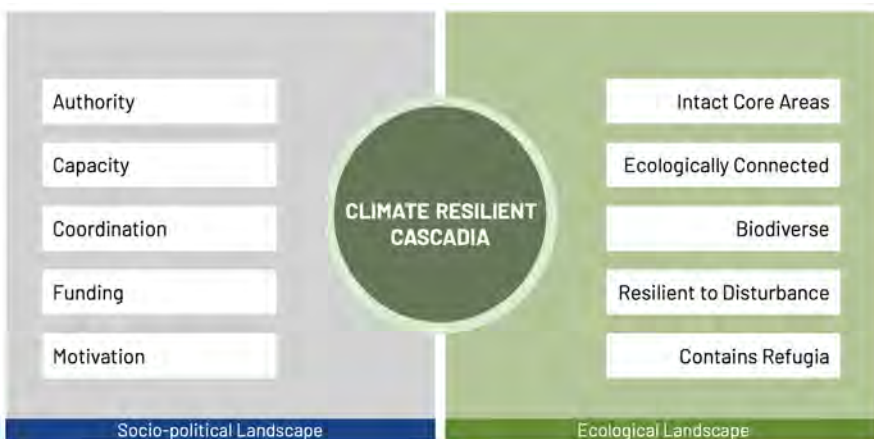 Authority
Capacity
Coordination
Funding
Motivation
CLIMATE RESILIENT
CASCADIA
Intact Core Areas
Ecologically Connected
Biodiverse
Resilient to Disturbance
Contains Refugia
Socio-political Landscape
Ecological Landscape